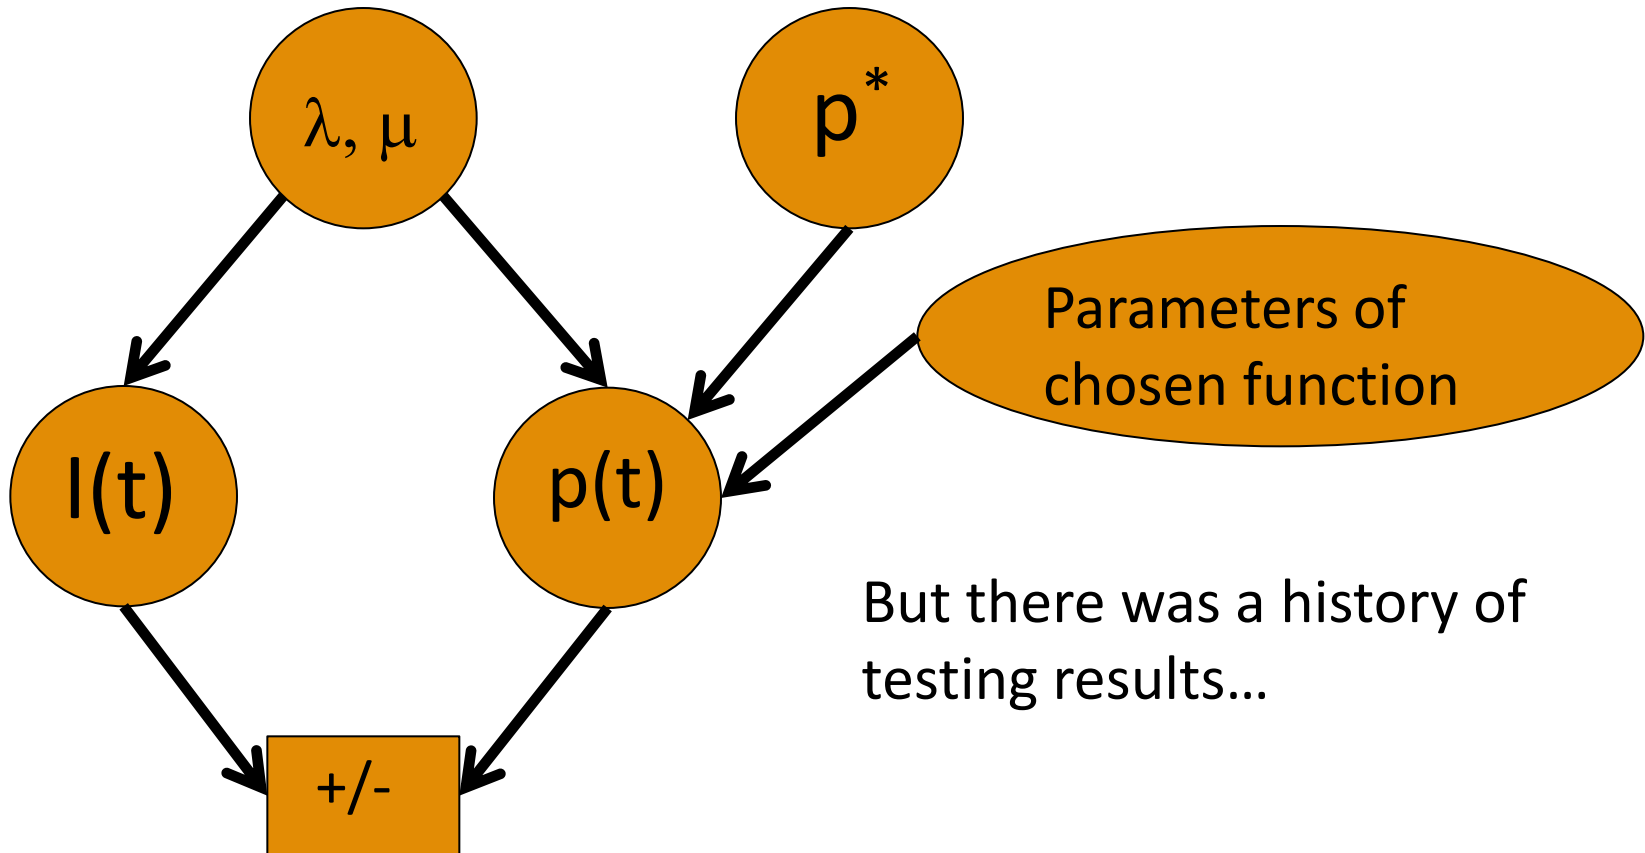 λ, μ
p*
Parameters of
chosen function
I(t)
p(t)
But there was a history of
testing results…
+/-